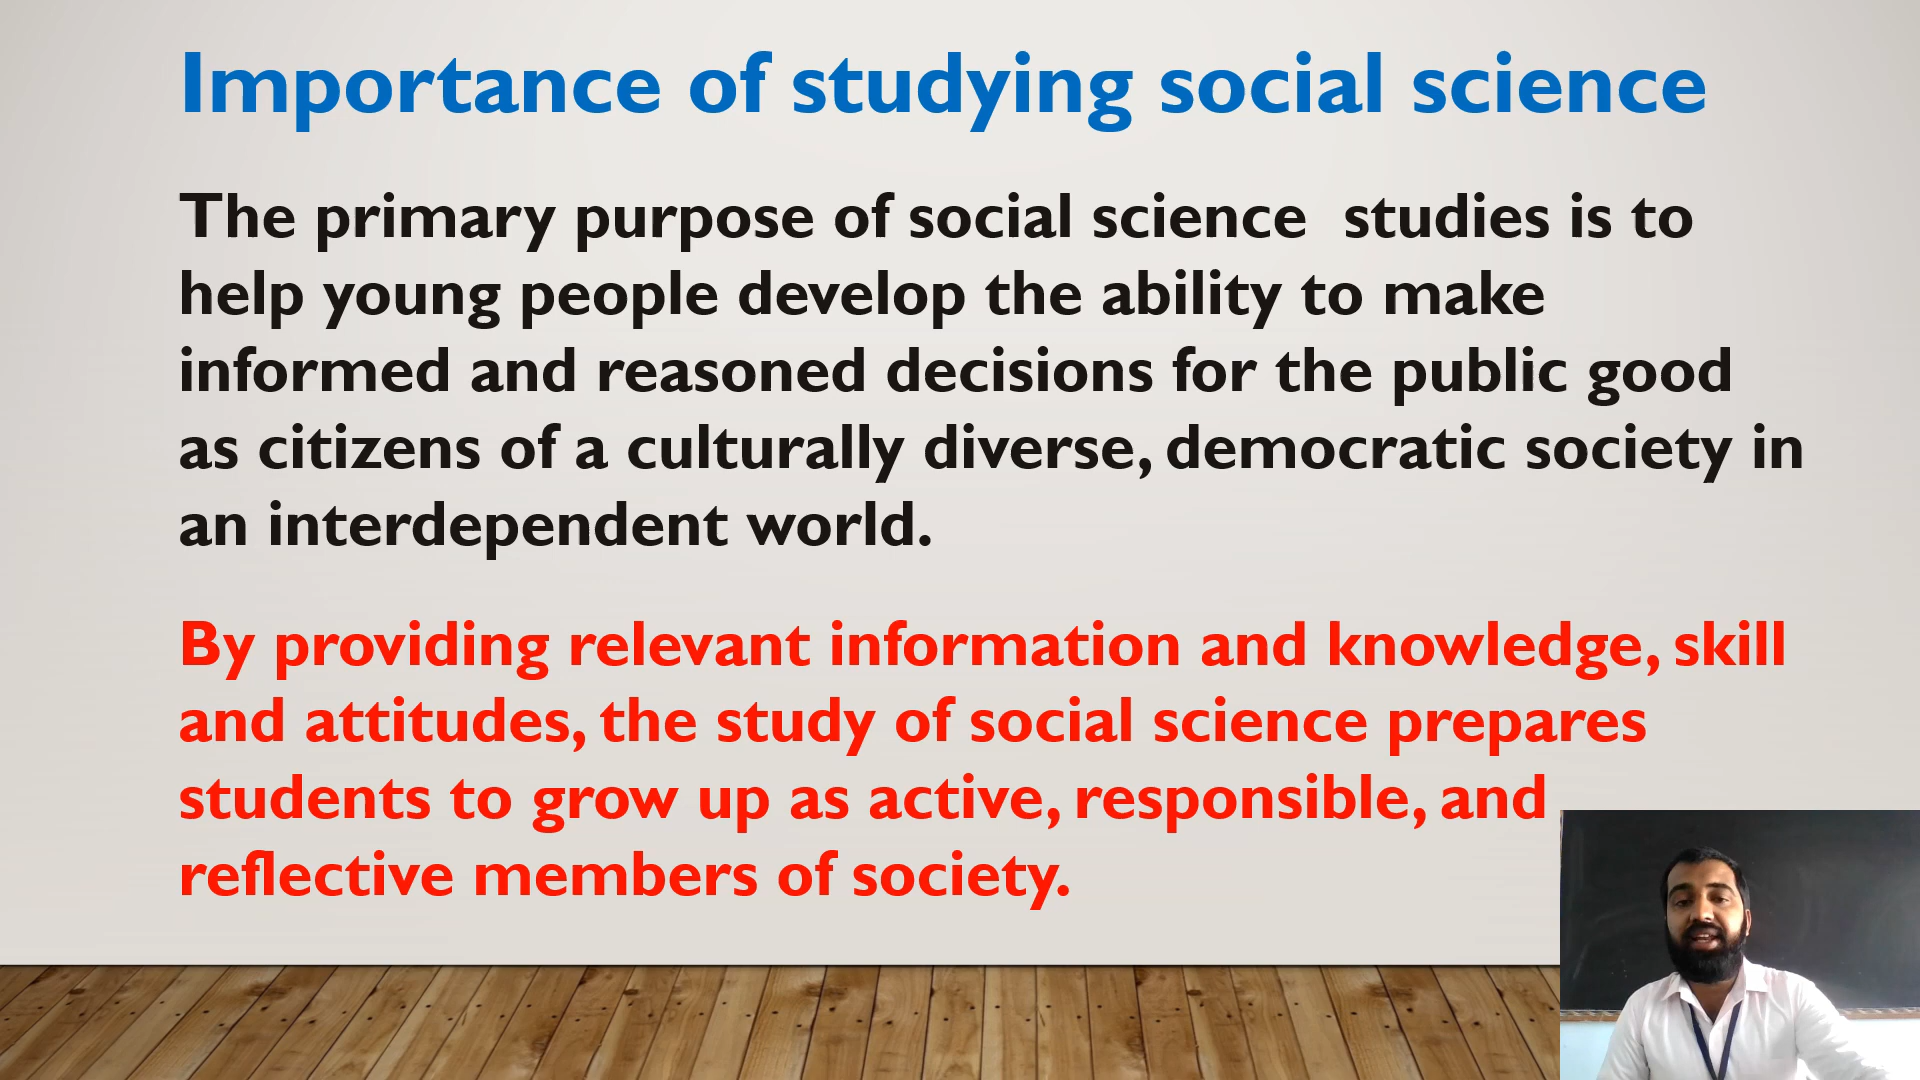 Importance of studying social science
The primary purpose of social science  studies is to
help young people develop the ability to make
informed and reasoned decisions for the public good
as citizens of a culturally diverse, democratic society in
an interdependent world.
By providing relevant information and knowledge, skill
and attitudes, the study of social science prepares
students to grow up as active, responsible, and
reflective members of society.